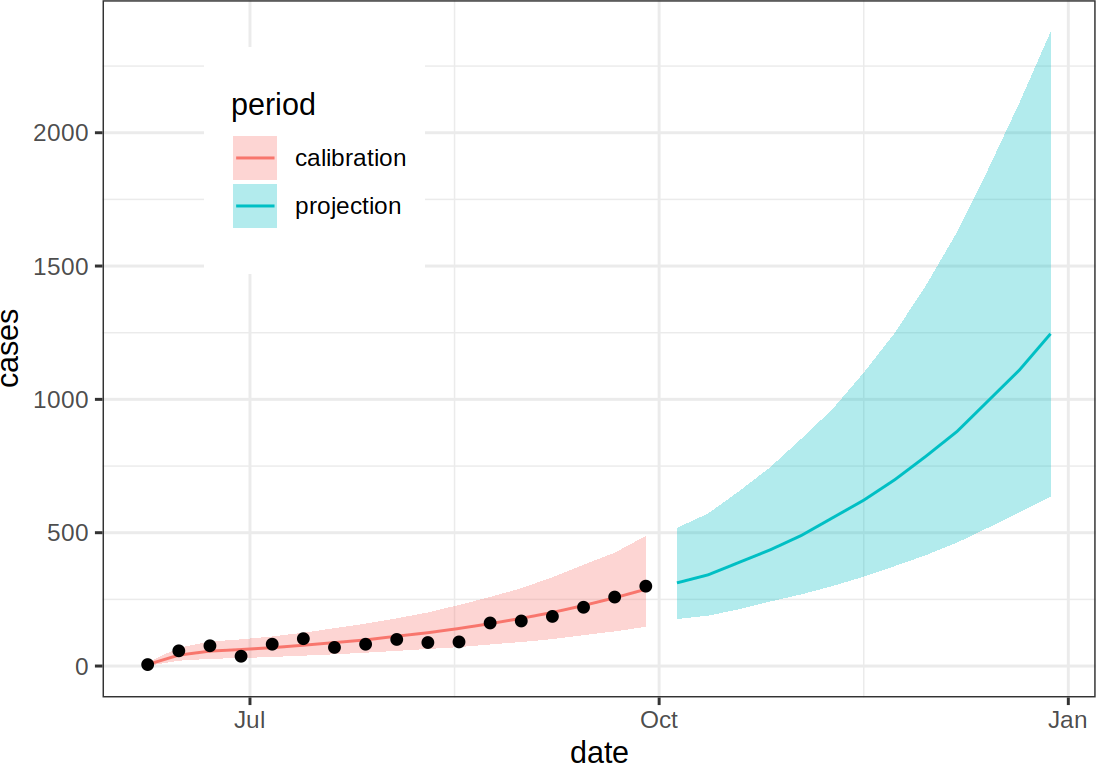 period
calibration
projection
2000
1500
1000
500
0
cases
Jul
Oct
Jan
date